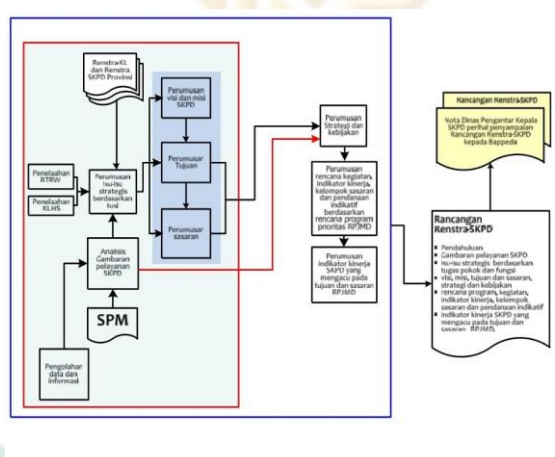 Renstra-KL
dan Renstra
SKPD Provinsi
Perumusan
visi dan misi
SKPD
Penelaahan
RTRW
Penelaahan
KLHS
Perumusan
isu-isu
strategis
berdasarkan
tusi
Perumusan
Tujuan
Perumusan
sasaran
Analisis
Gambaran
pelayanan
SKPD
SPM
Pengolahan
data dan
informasi
Perumusan
Strategi dan
kebijakan
Perumusan
rencana kegiatan,
indikator kinerja,
kelompok sasaran
dan pendanaan
indikatif
berdasarkan
rencana program
prioritas RPJMD
Perumusan
indikator kinerja
SKPD yang
mengacu pada
tujuan dan
sasaran
RPJMD
Rancangan Renstra-SKPD
Nota Dinas Pengantar Kepala
SKPD perihal penyampaian
Rancangan Renstra-SKPD
kepada Bappeda
Rancangan
Renstra-SKPD
• Pendahuluan
• Gambaran pelayanan SKPD
• isu-isu strategis berdasarkan
tugas pokok dan fungsi
• visi, misi, tujuan dan sasaran,
strategi dan kebijakan
• rencana program, kegiatan,
indikator kinerja, kelompok
sasaran dan pendanaan indikatif
• indikator kinerja SKPD yang
mengacu pada tujuan dan
sasaran RPJMD.